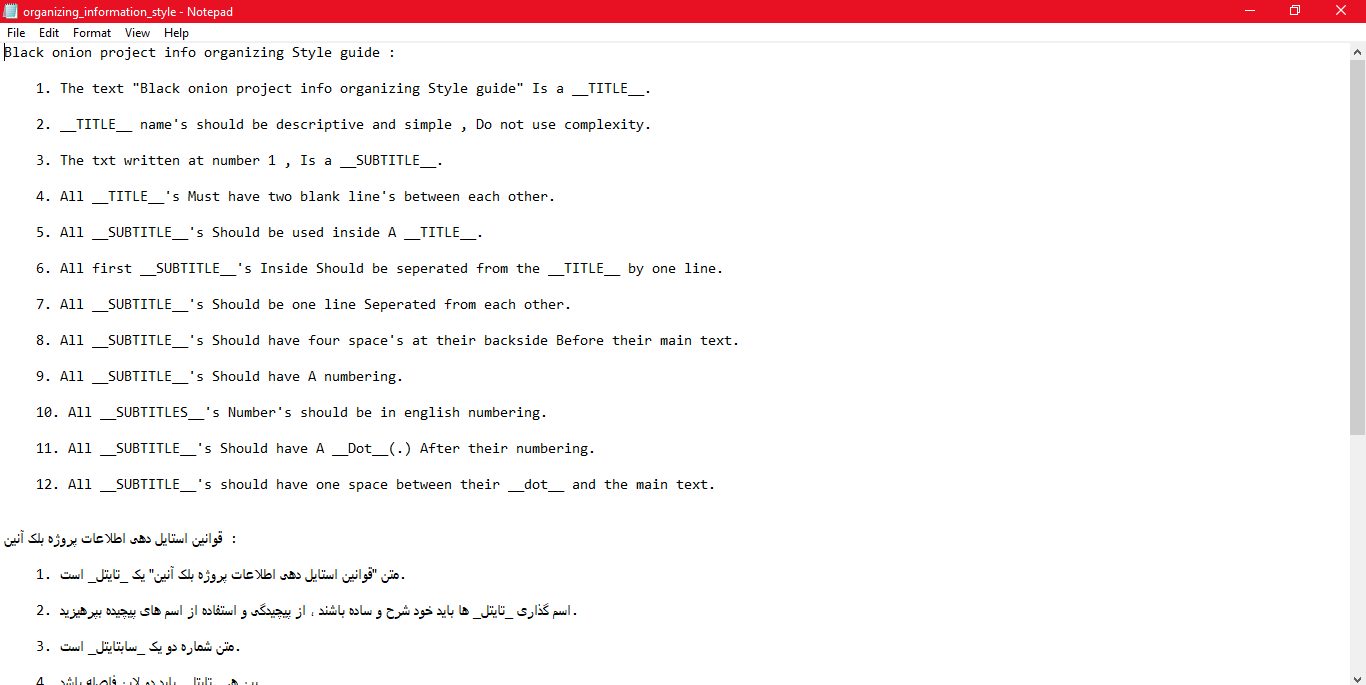 organizing_information_style - Notepad
File Edit Format View Help
Black onion project info organizing Style guide :
1. The text "Black onion project info organizing Style guide" Is a __TITLE__.
2. __TITLE__ name's should be descriptive and simple , Do not use complexity.
3. The txt written at number 1 , Is a __SUBTITLE__.
4. All __TITLE__'s Must have two blank line's between each other.
5. All __SUBTITLE__'s Should be used inside A __TITLE__.
6. All first __SUBTITLE__'s Inside Should be seperated from the __TITLE__ by one line.
7. All __SUBTITLE__'s Should be one line Seperated from each other.
8. All __SUBTITLE__'s Should have four space's at their backside Before their main text.
9. All __SUBTITLE__'s Should have A numbering.
10. All __SUBTITLES__'s Number's should be in english numbering.
11. All __SUBTITLE__'s Should have A __Dot__(.) After their numbering.
12. All __SUBTITLE__'s should have one space between their __dot__ and the main text.
قوانین استایل دهی اطلاعات پروژه بلک آنین :
1. متن "قوانین استایل دهی اطلاعات پروژه بلک آنین" یک _تایتل_ است.
2. اسم گذاری _تایتل_ ها باید خود شرح و ساده باشند ، از پیچیدگی و استفاده از اسم های پیچیده بپرهیزید.
3. متن شماره دو یک _سابتایتل_ است.
4. بین هر _تایتل_ باید دو لاین فاصله باشد